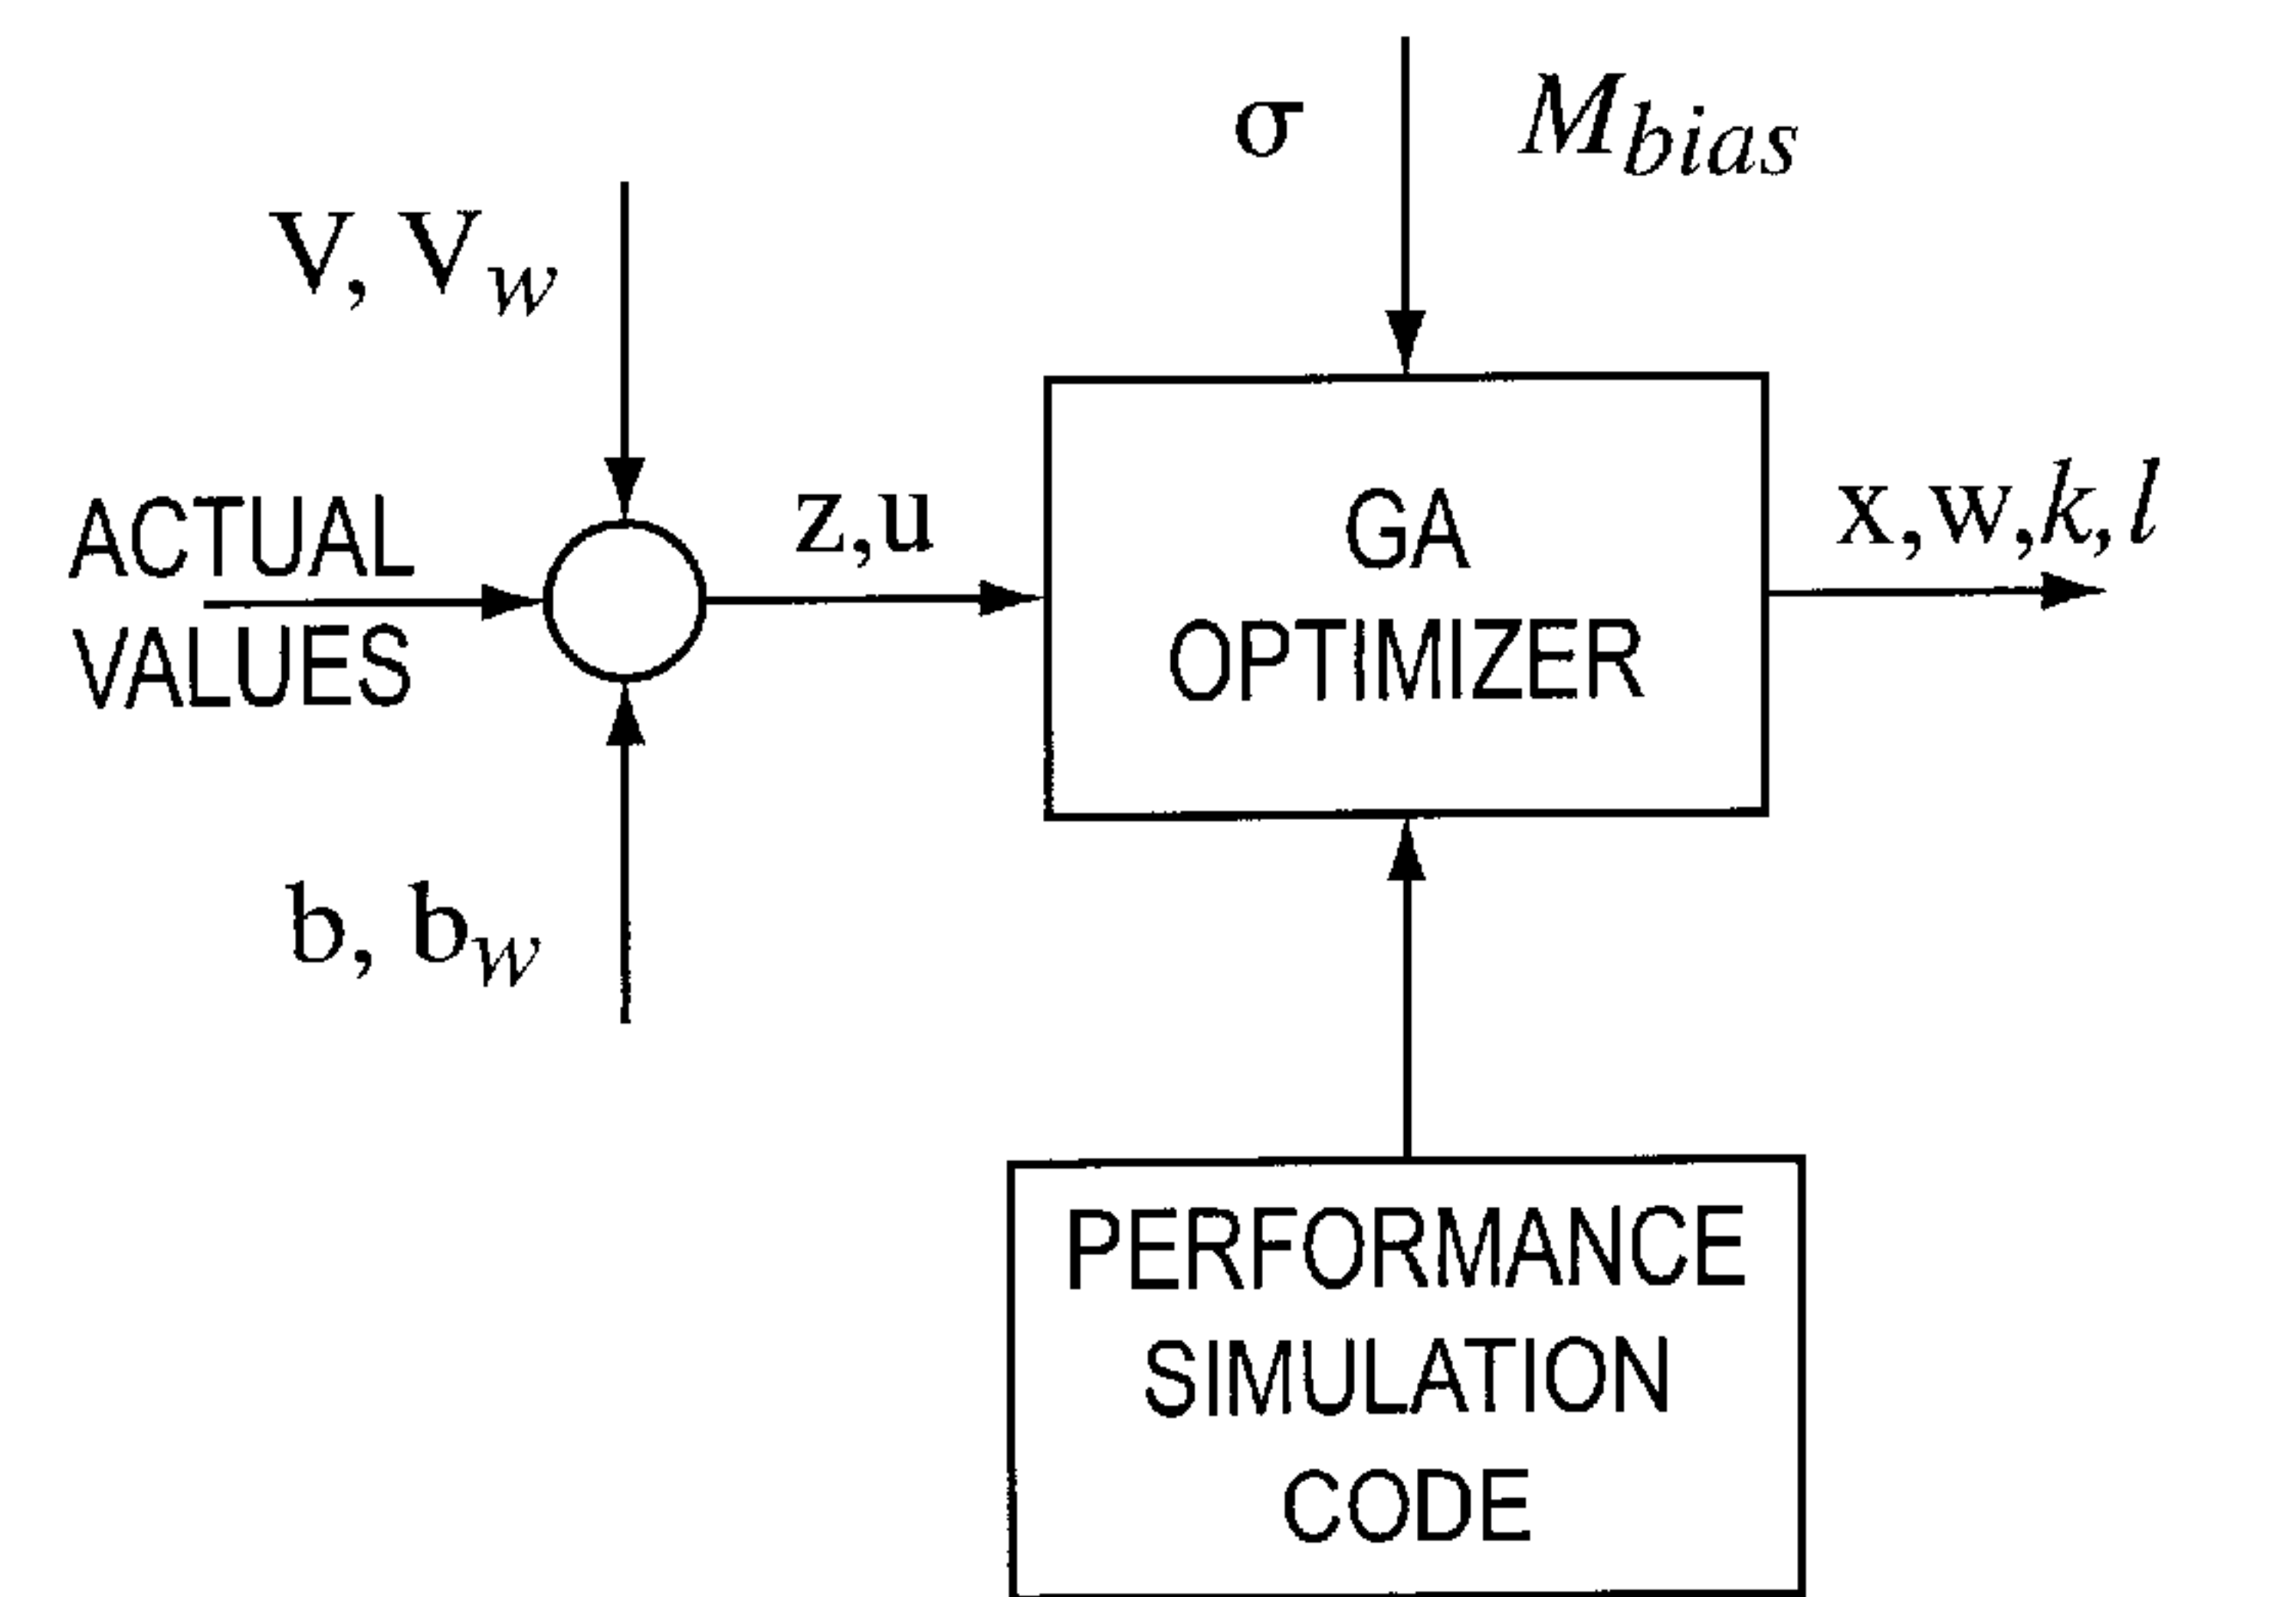 σ
M_bias
V, V_w
ACTUAL
VALUES
z,u
GA
OPTIMIZER
x,w,k,l
b, b_w
PERFORMANCE
SIMULATION
CODE